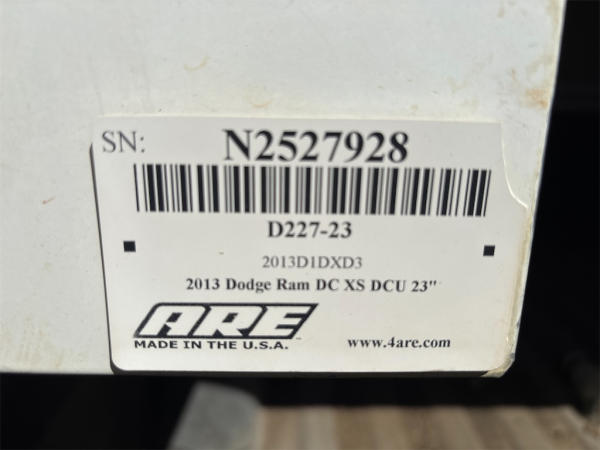 SN: N2527928
D227-23
2013D1DXD3
2013 Dodge Ram DC XS DCU 23"
ARE
MADE IN THE U.S.A. www.4are.com